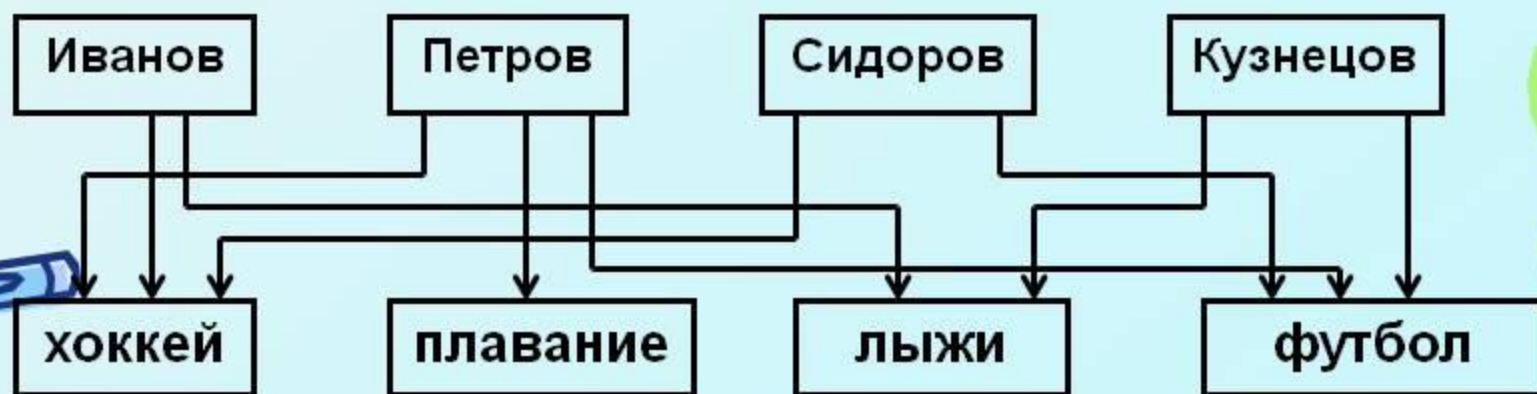 Иванов
Петров
Сидоров
Кузнецов
хоккей
плавание
лыжи
футбол